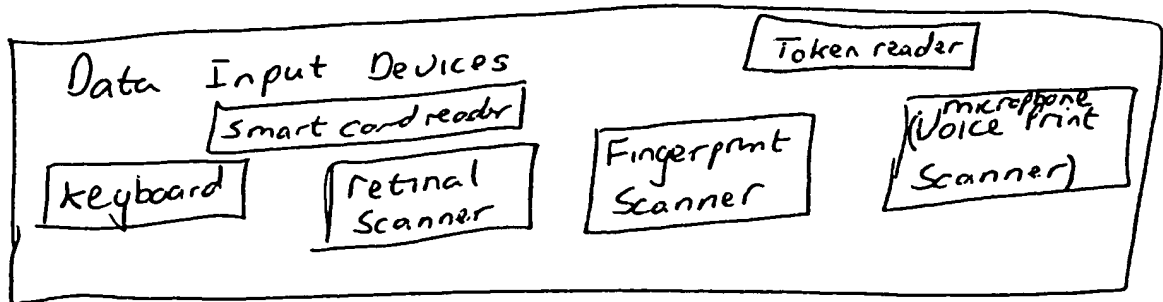 Data Input Devices
Token reader
Smart card reader
keyboard
retinal
Scanner
Fingerprint
Scanner
microphone
(Voice Print
Scanner)